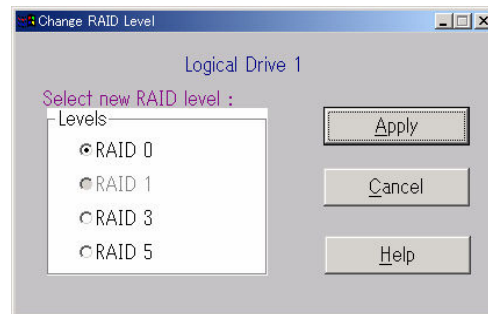 Change RAID Level
Logical Drive 1
Select new RAID level :
Levels
RAID 0
RAID 1
RAID 3
RAID 5
Apply
Cancel
Help